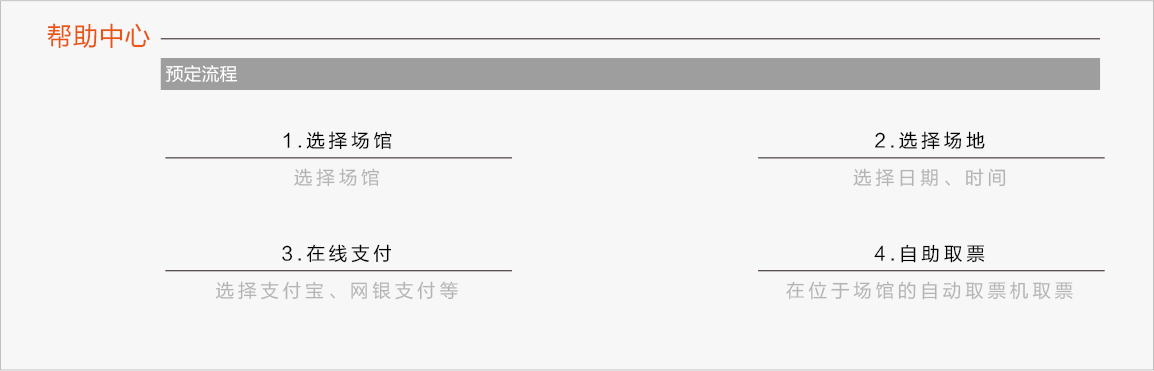 帮助中心
预定流程
1.选择场馆
选择场馆
2.选择场地
选择日期、时间
3.在线支付
选择支付宝、网银支付等
4.自助取票
在位于场馆的自动取票机取票